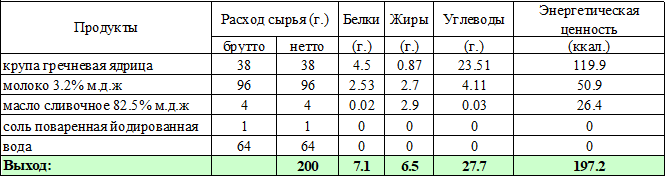 Продукты Расход сырья (г.) Белки Жиры Углеводы Энергетическая ценность
брутто нетто (г.) (г.) (г.) (ккал.)
крупа гречневая ядрица 38 38 4.5 0.87 23.51 119.9
молоко 3.2% м.д.ж 96 96 2.53 2.7 4.11 50.9
масло сливочное 82.5% м.д.ж 4 4 0.02 2.9 0.03 26.4
соль поваренная йодированная 1 1 0 0 0 0
вода 64 64 0 0 0 0
Выход: 200 7.1 6.5 27.7 197.2